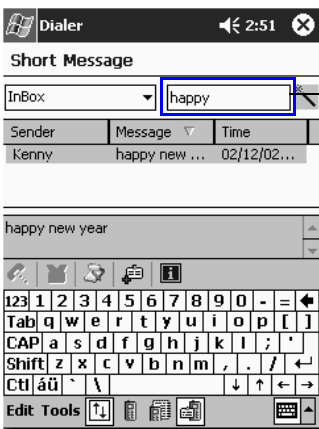 Dialer 2:51
Short Message
InBox happy
Sender Message Time
Kenny happy new ... 02/12/02...
happy new year
123 1 2 3 4 5 6 7 8 9 0 - =
Tab q w e r t y u i o p [ ]
CAP a s d f g h j k l ; '
Shift z x c v b n m , . /
Ctl áü ` \
Edit Tools